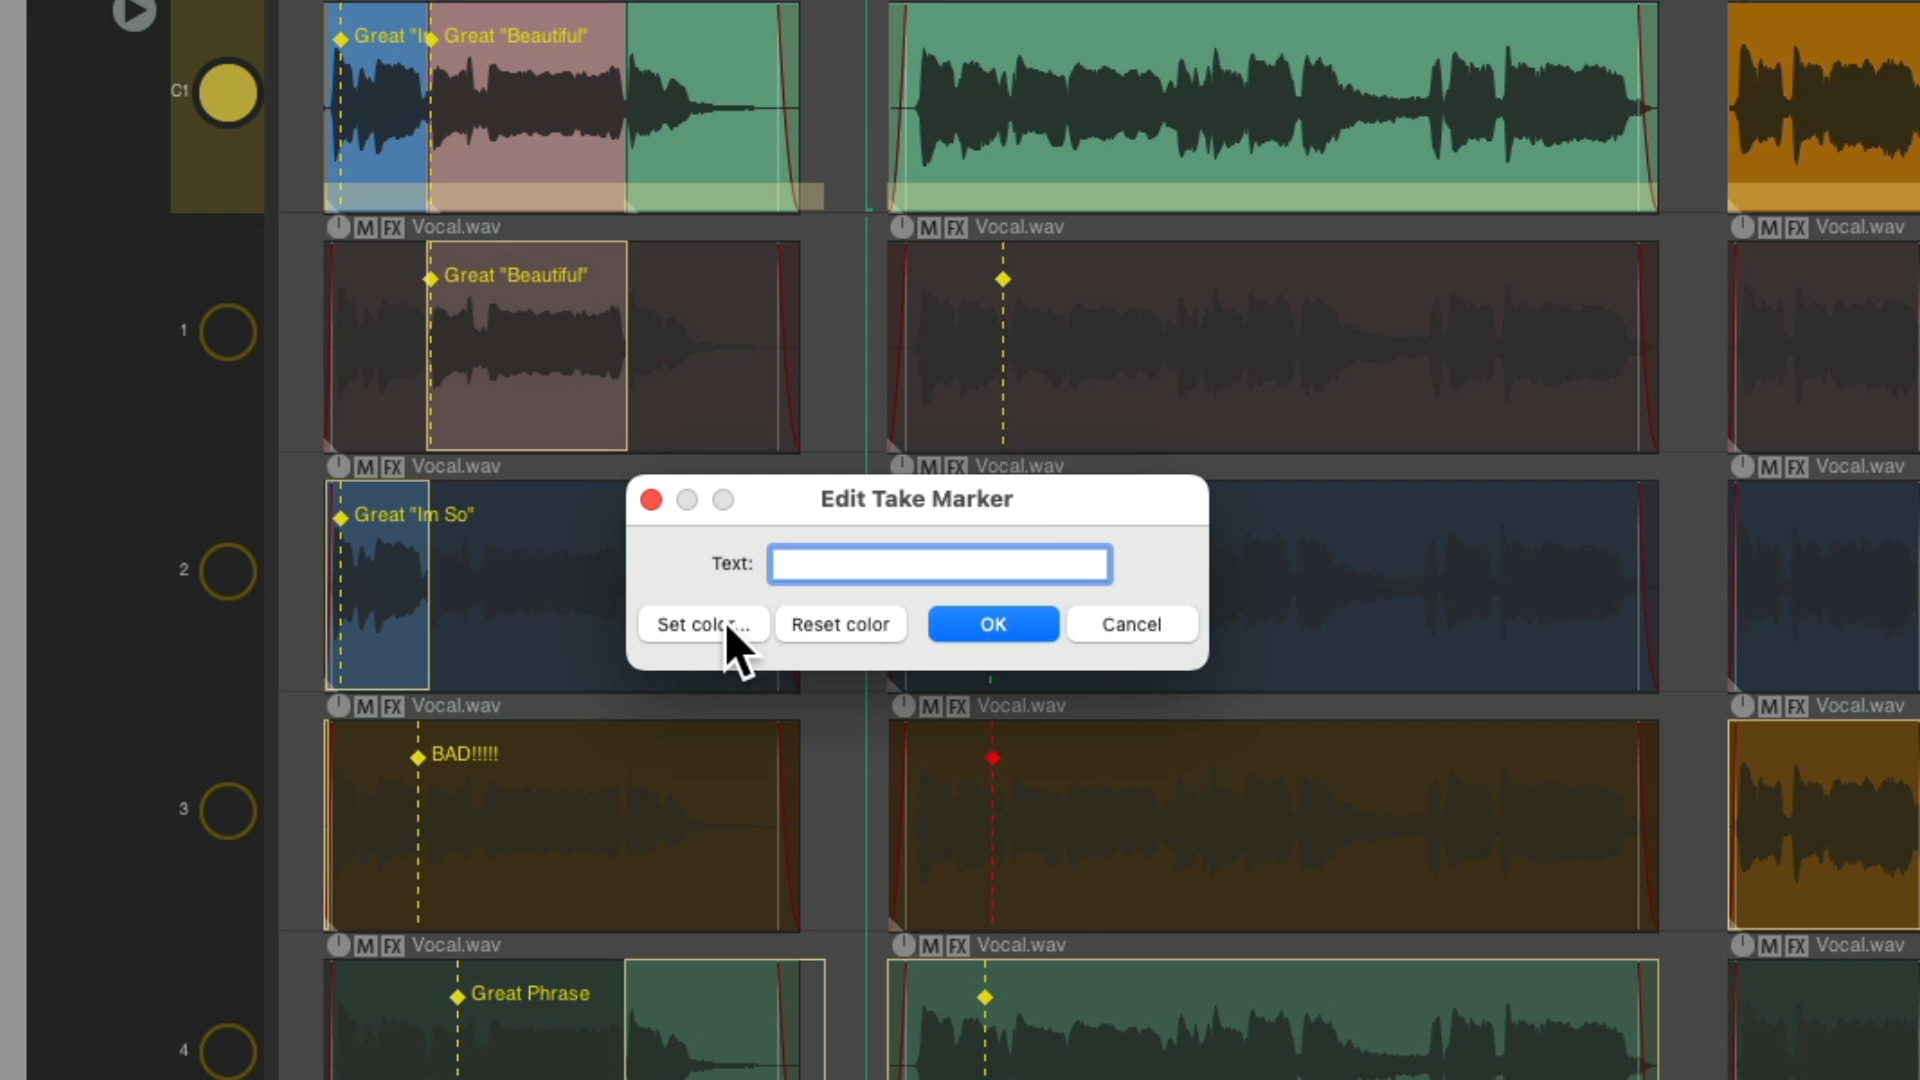 Great "I
Great "Beautiful"
C1
M FX Vocal.wav
M FX Vocal.wav
M FX Vocal.wav
Great "Beautiful"
1
M FX Vocal.wav
M FX Vocal.wav
M FX Vocal.wav
Edit Take Marker
Great "Im So"
Text:
2
Set color...
Reset color
OK
Cancel
M FX Vocal.wav
M FX Vocal.wav
M FX Vocal.wav
BAD!!!!!
3
M FX Vocal.wav
M FX Vocal.wav
M FX Vocal.wav
Great Phrase
4